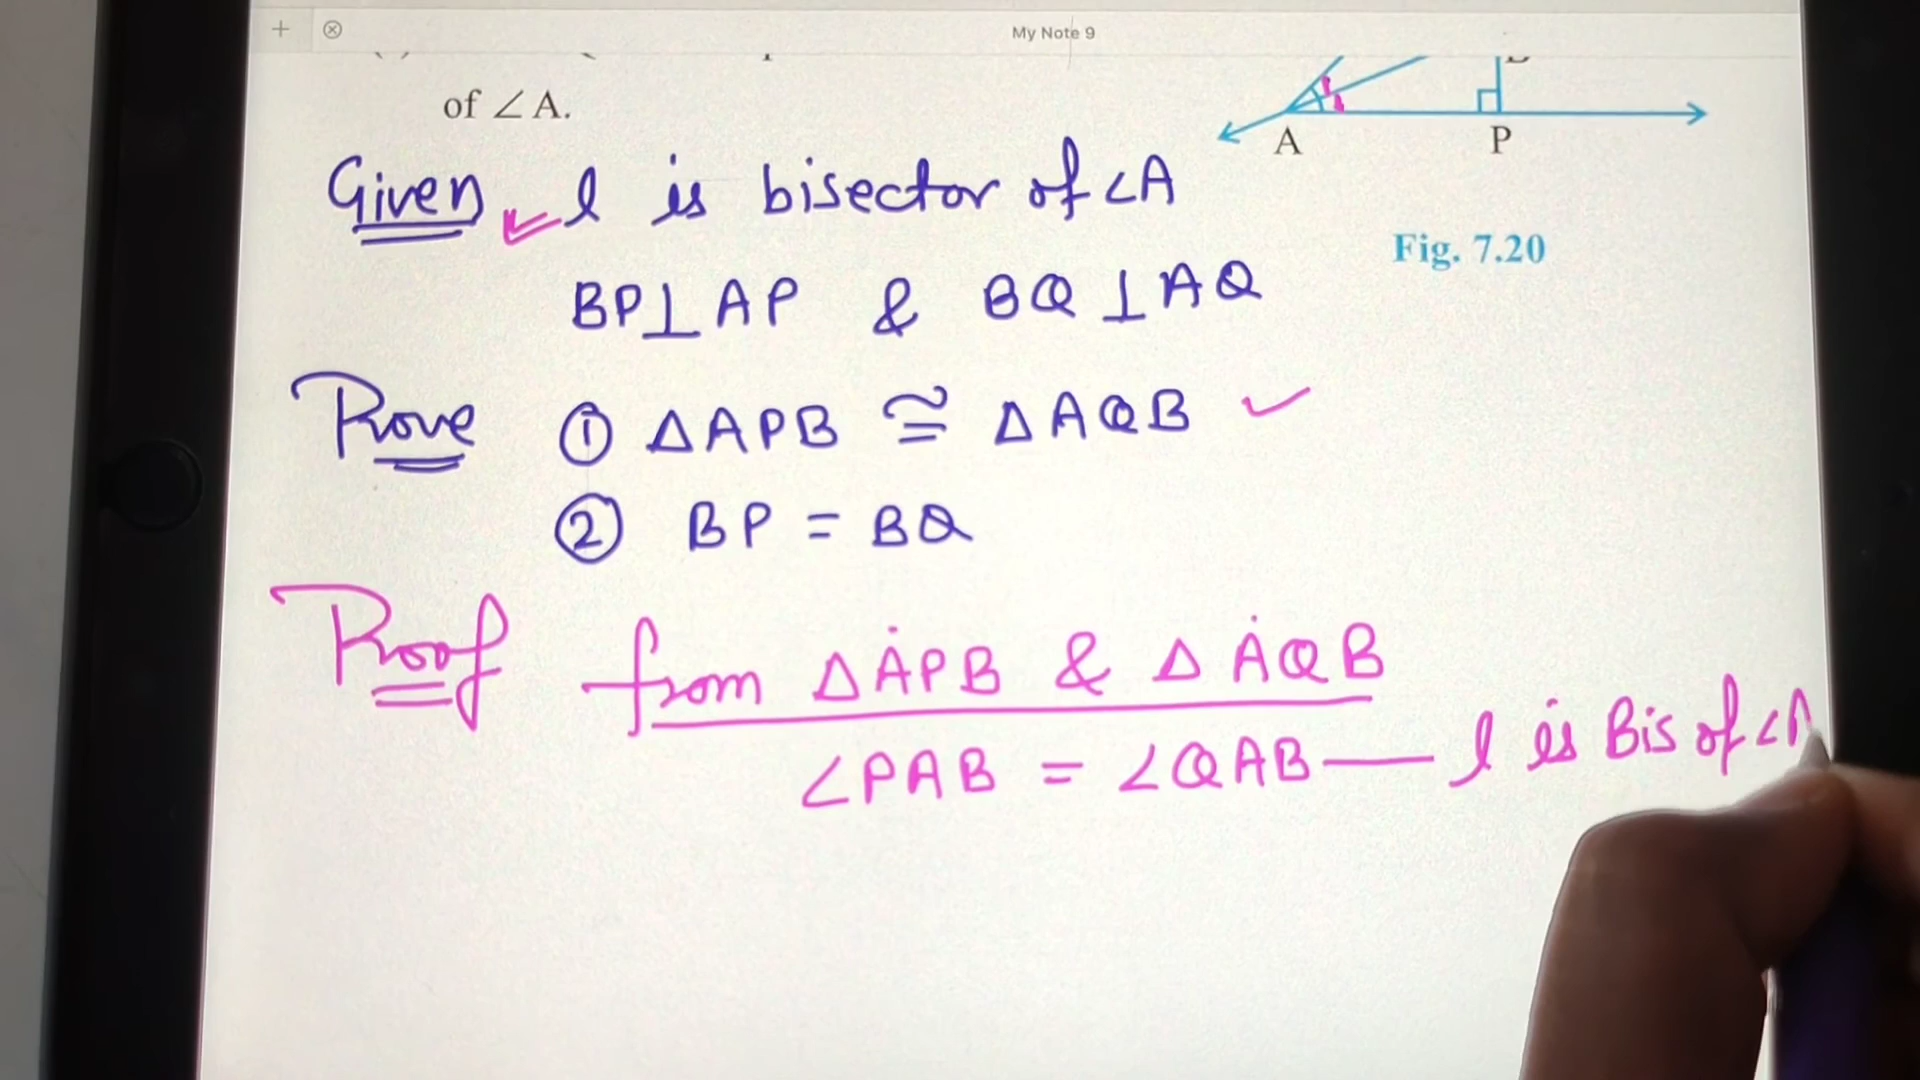 My Note 9
of ∠A.
A P
Fig. 7.20
Given l is bisector of ∠A
BP⊥AP & BQ⊥AQ
Prove ① ΔAPB ≅ ΔAQB
② BP = BQ
Proof from ΔAPB & ΔAQB
∠PAB = ∠QAB — l is Bis of ∠A